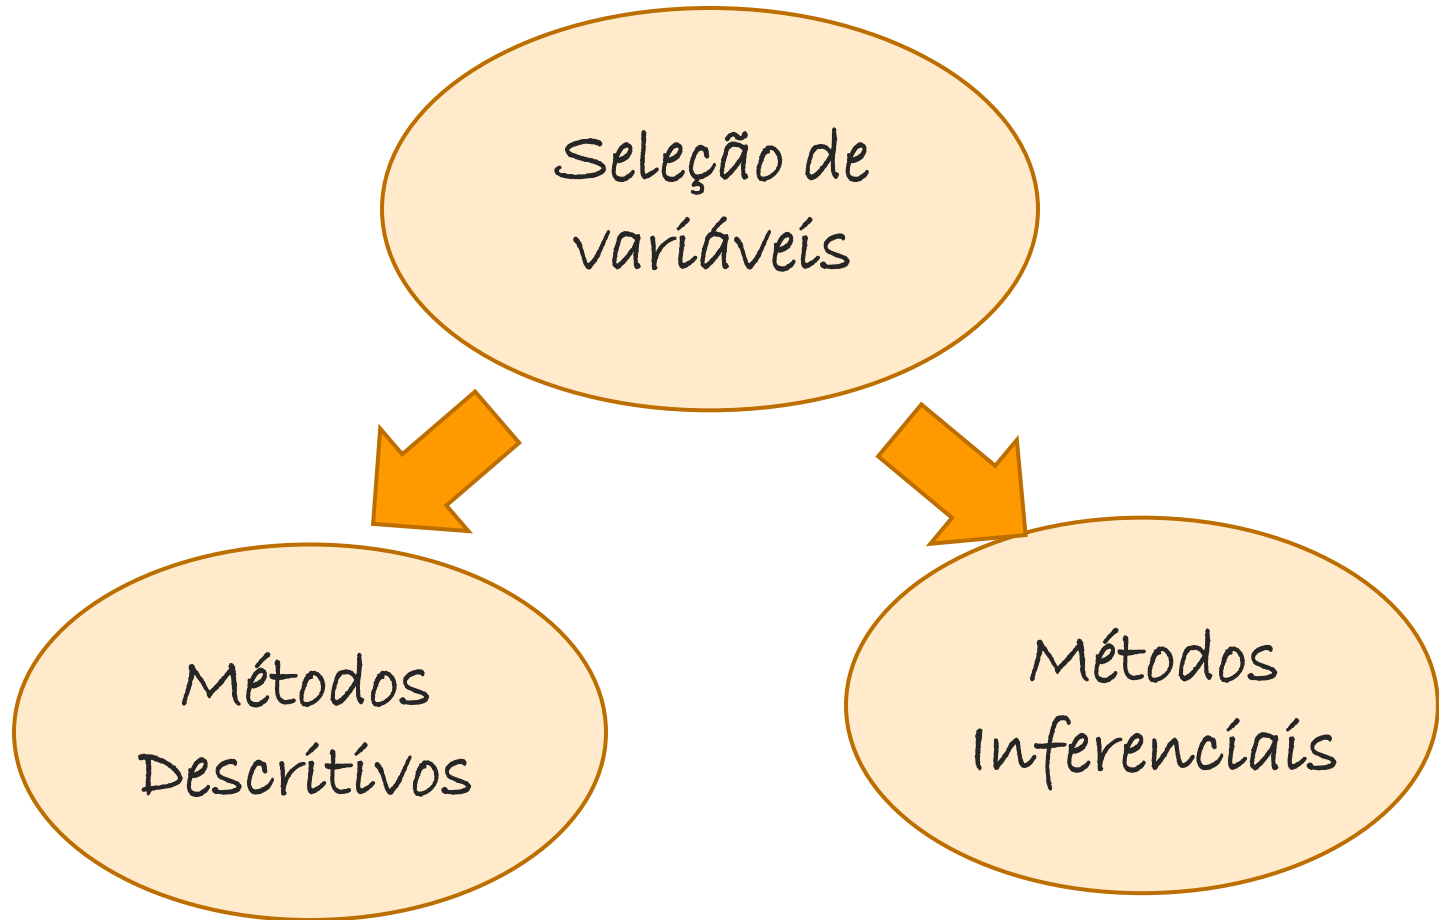 Seleção de
variáveis
Métodos
Descritivos
Métodos
Inferenciais